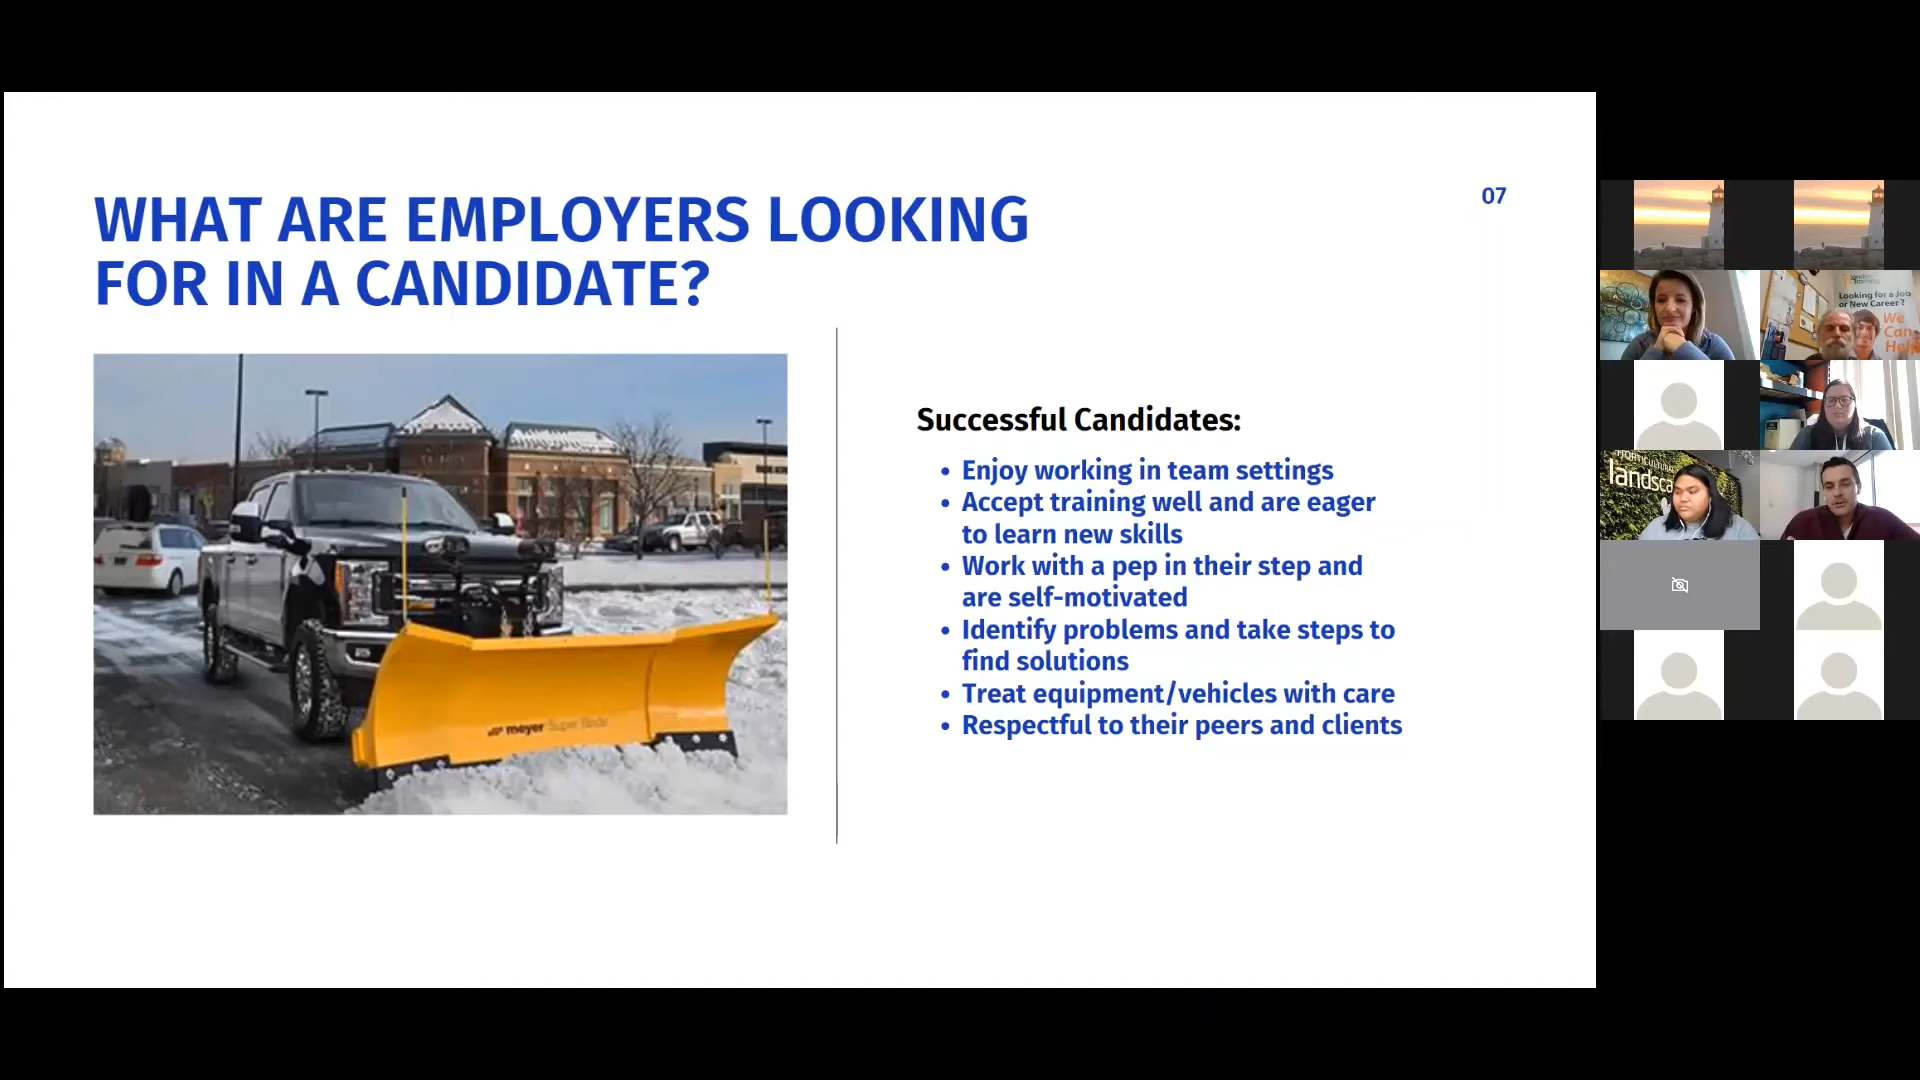 WHAT ARE EMPLOYERS LOOKING
FOR IN A CANDIDATE?
07
Successful Candidates:
• Enjoy working in team settings
• Accept training well and are eager
to learn new skills
• Work with a pep in their step and
are self-motivated
• Identify problems and take steps to
find solutions
• Treat equipment/vehicles with care
• Respectful to their peers and clients
meyer Super Blade
Looking for a Job
or New Career?
We
Can
Help
landsca